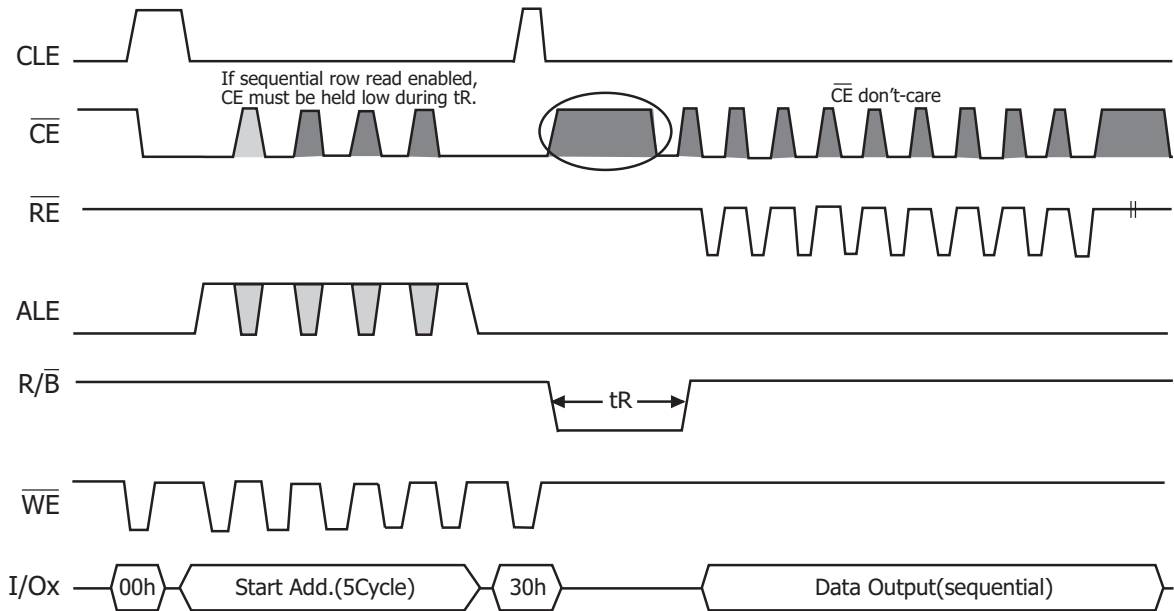 CLE
If sequential row read enabled,
CE must be held low during tR.
CE don't-care
CE
RE
ALE
R/B
tR
WE
I/Ox
00h
Start Add.(5Cycle)
30h
Data Output(sequential)